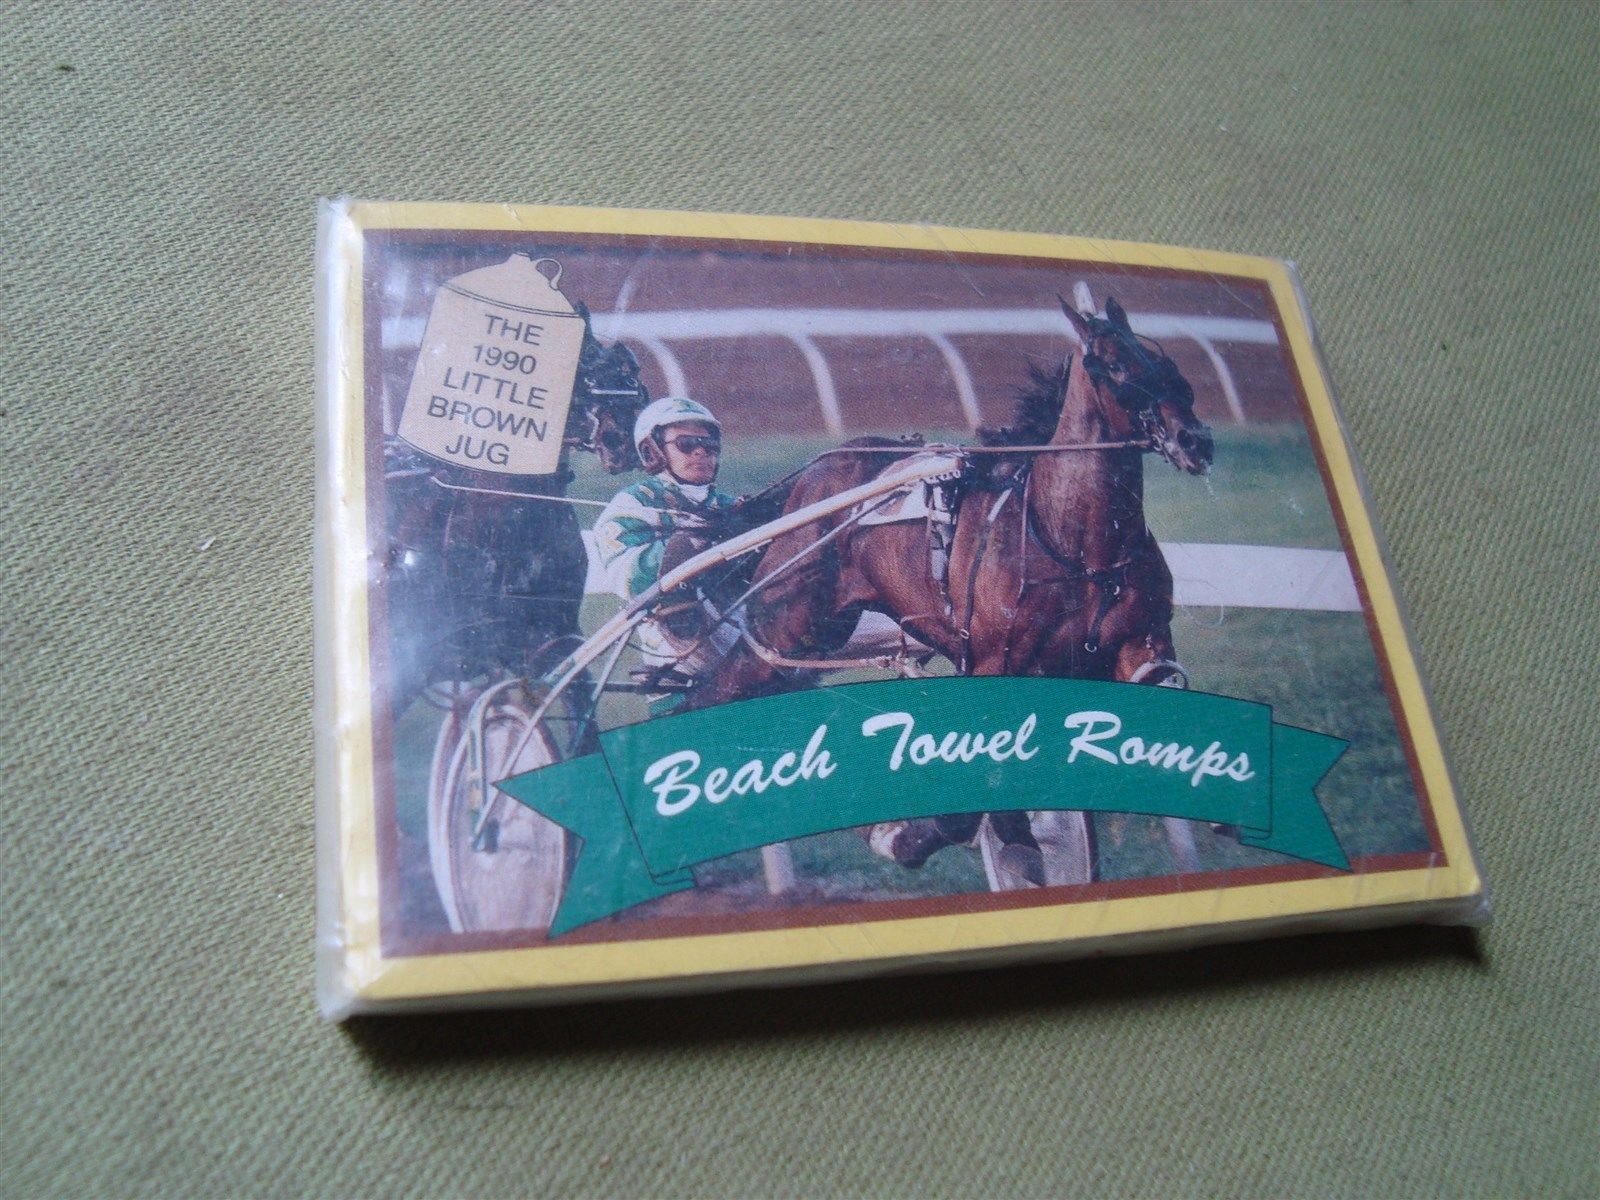 THE
1990
LITTLE
BROWN
JUG
Beach Towel Romps